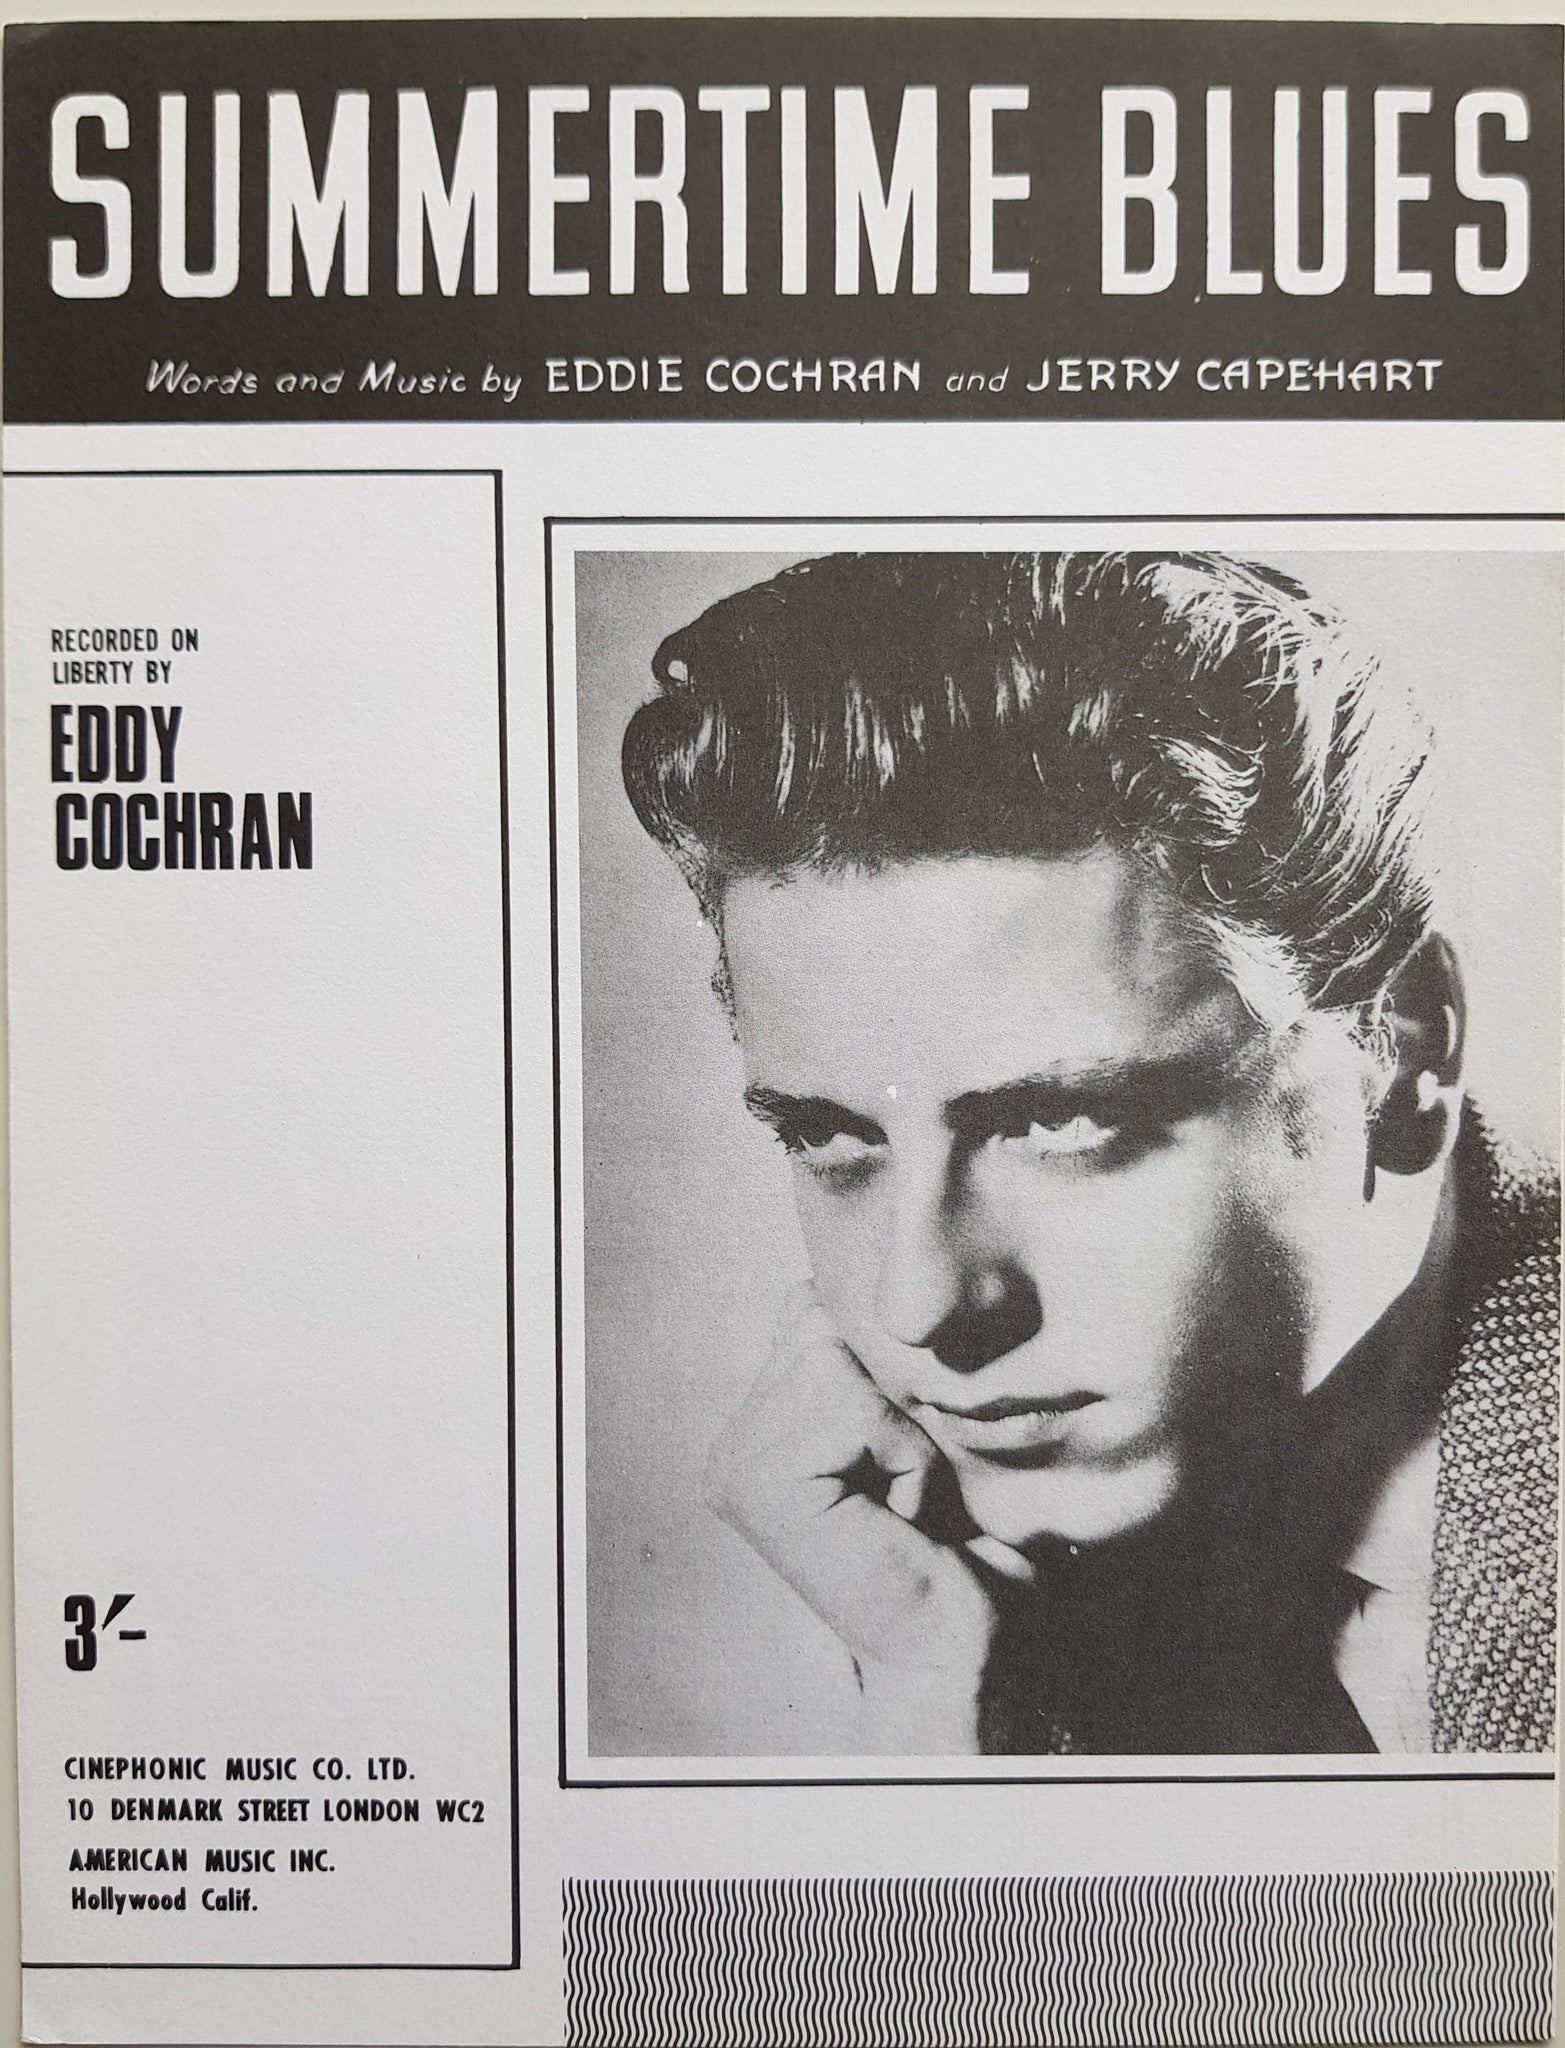 SUMMERTIME BLUES
Words and Music by EDDIE COCHRAN and JERRY CAPEHART
RECORDED ON
LIBERTY BY
EDDY
COCHRAN
3/-
CINEPHONIC MUSIC CO. LTD.
10 DENMARK STREET LONDON WC2
AMERICAN MUSIC INC.
Hollywood Calif.